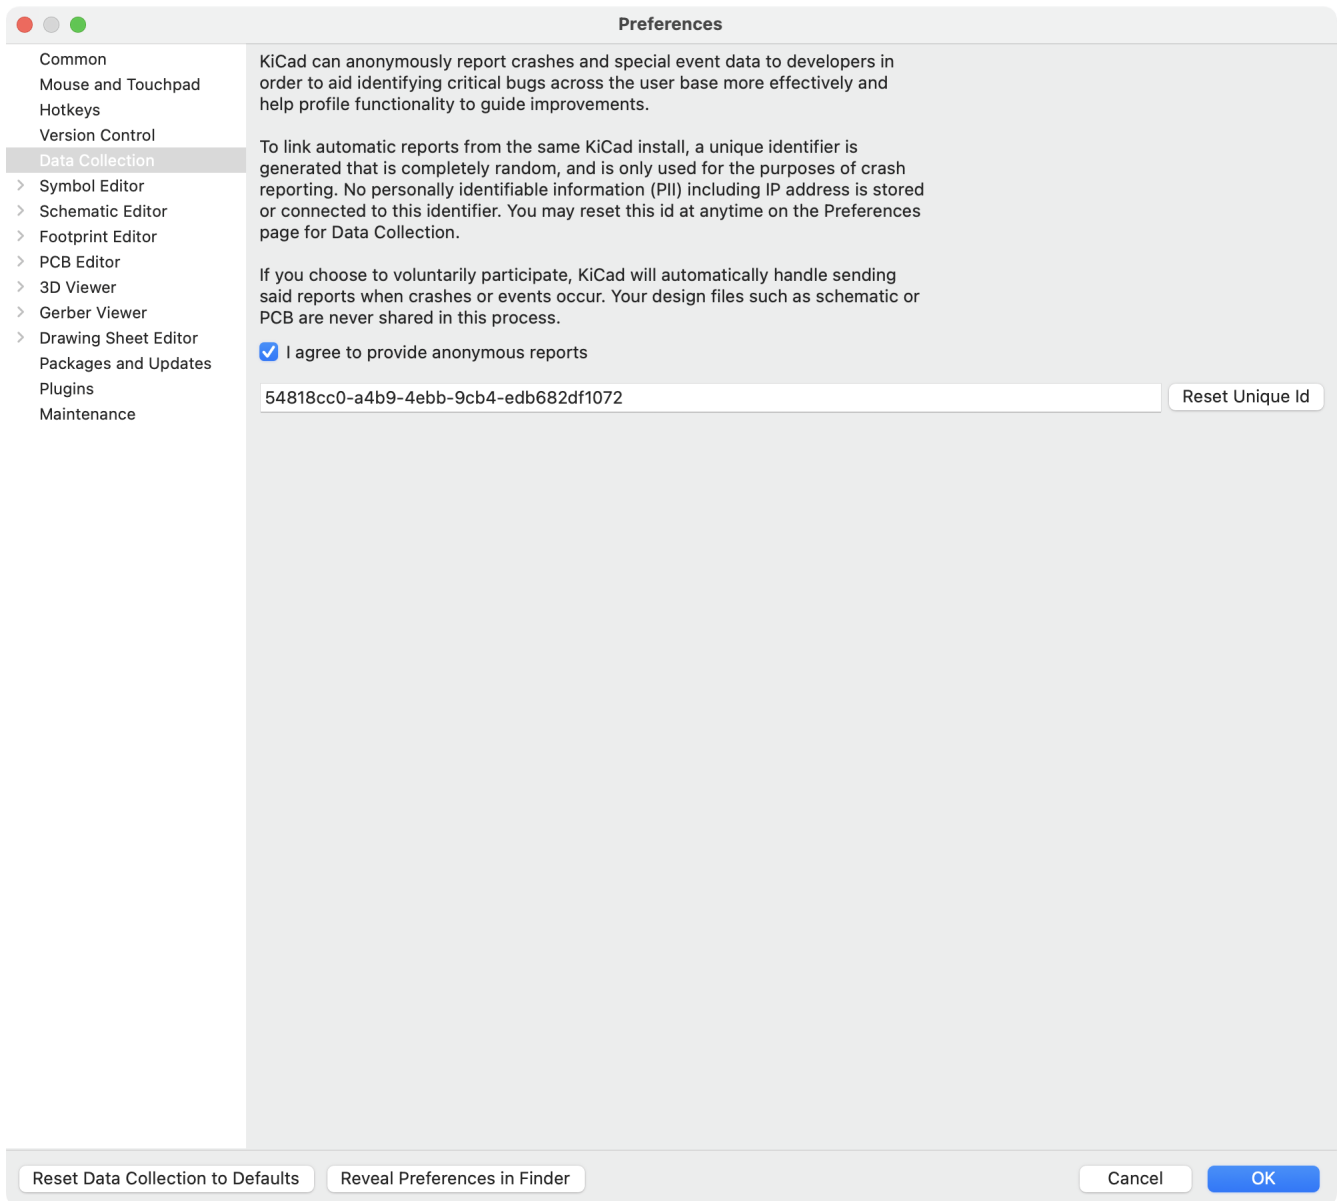 Preferences
Common
Mouse and Touchpad
Hotkeys
Version Control
Data Collection
Symbol Editor
Schematic Editor
Footprint Editor
PCB Editor
3D Viewer
Gerber Viewer
Drawing Sheet Editor
Packages and Updates
Plugins
Maintenance
KiCad can anonymously report crashes and special event data to developers in
order to aid identifying critical bugs across the user base more effectively and
help profile functionality to guide improvements.
To link automatic reports from the same KiCad install, a unique identifier is
generated that is completely random, and is only used for the purposes of crash
reporting. No personally identifiable information (PII) including IP address is stored
or connected to this identifier. You may reset this id at anytime on the Preferences
page for Data Collection.
If you choose to voluntarily participate, KiCad will automatically handle sending
said reports when crashes or events occur. Your design files such as schematic or
PCB are never shared in this process.
I agree to provide anonymous reports
54818cc0-a4b9-4ebb-9cb4-edb682df1072
Reset Unique Id
Reset Data Collection to Defaults
Reveal Preferences in Finder
Cancel
OK